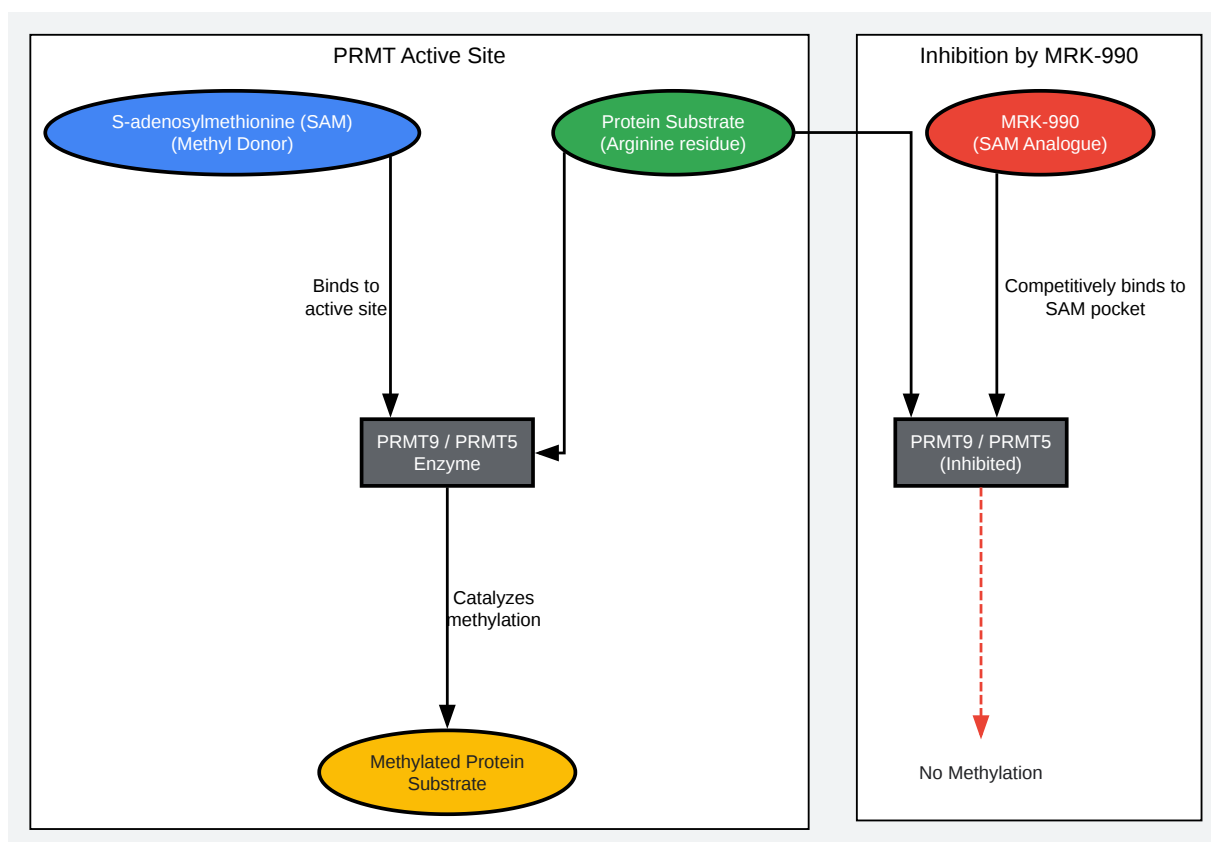 PRMT Active Site
S-adenosylmethionine (SAM)
(Methyl Donor)
Protein Substrate
(Arginine residue)
Binds to
active site
PRMT9 / PRMT5
Enzyme
Catalyzes
methylation
Methylated Protein
Substrate
Inhibition by MRK-990
MRK-990
(SAM Analogue)
Competitively binds to
SAM pocket
PRMT9 / PRMT5
(Inhibited)
No Methylation